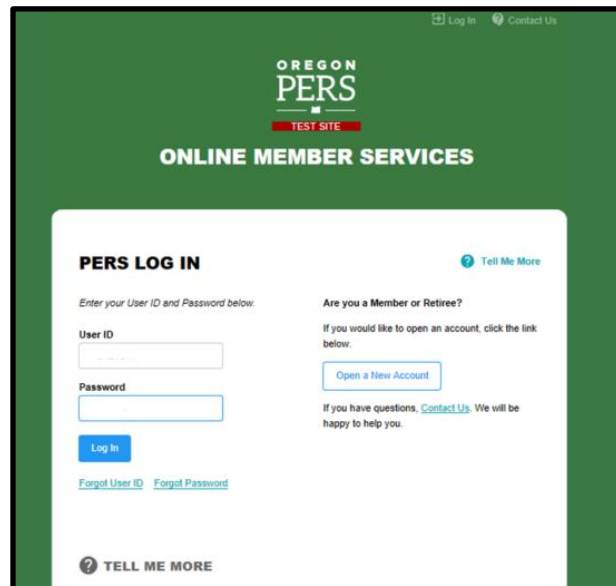 Log In Contact Us
OREGON
PERS
TEST SITE
ONLINE MEMBER SERVICES
PERS LOG IN
Tell Me More
Enter your User ID and Password below.
User ID
Password
Log In
Forgot User ID Forgot Password
Are you a Member or Retiree?
If you would like to open an account, click the link
below.
Open a New Account
If you have questions, Contact Us. We will be
happy to help you.
TELL ME MORE